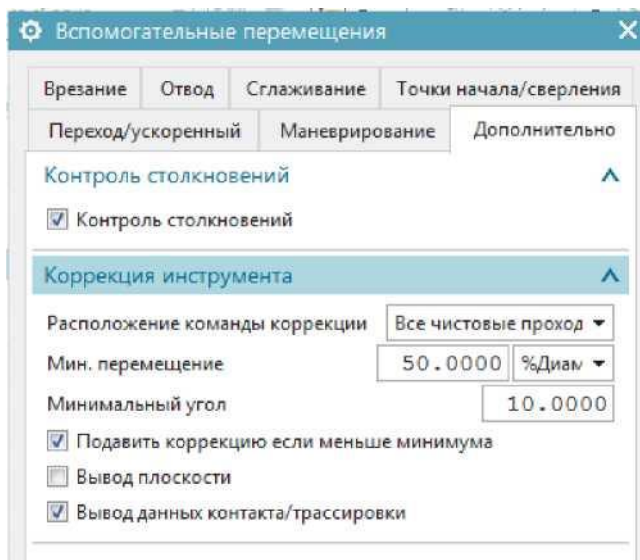 Вспомогательные перемещения
Врезание Отвод Сглаживание Точки начала/сверления
Переход/ускоренный Маневрирование Дополнительно
Контроль столкновений
Контроль столкновений
Коррекция инструмента
Расположение команды коррекции Все чистовые проход
Мин. перемещение 50.0000 %Диам
Минимальный угол 10.0000
Подавить коррекцию если меньше минимума
Вывод плоскости
Вывод данных контакта/трассировки